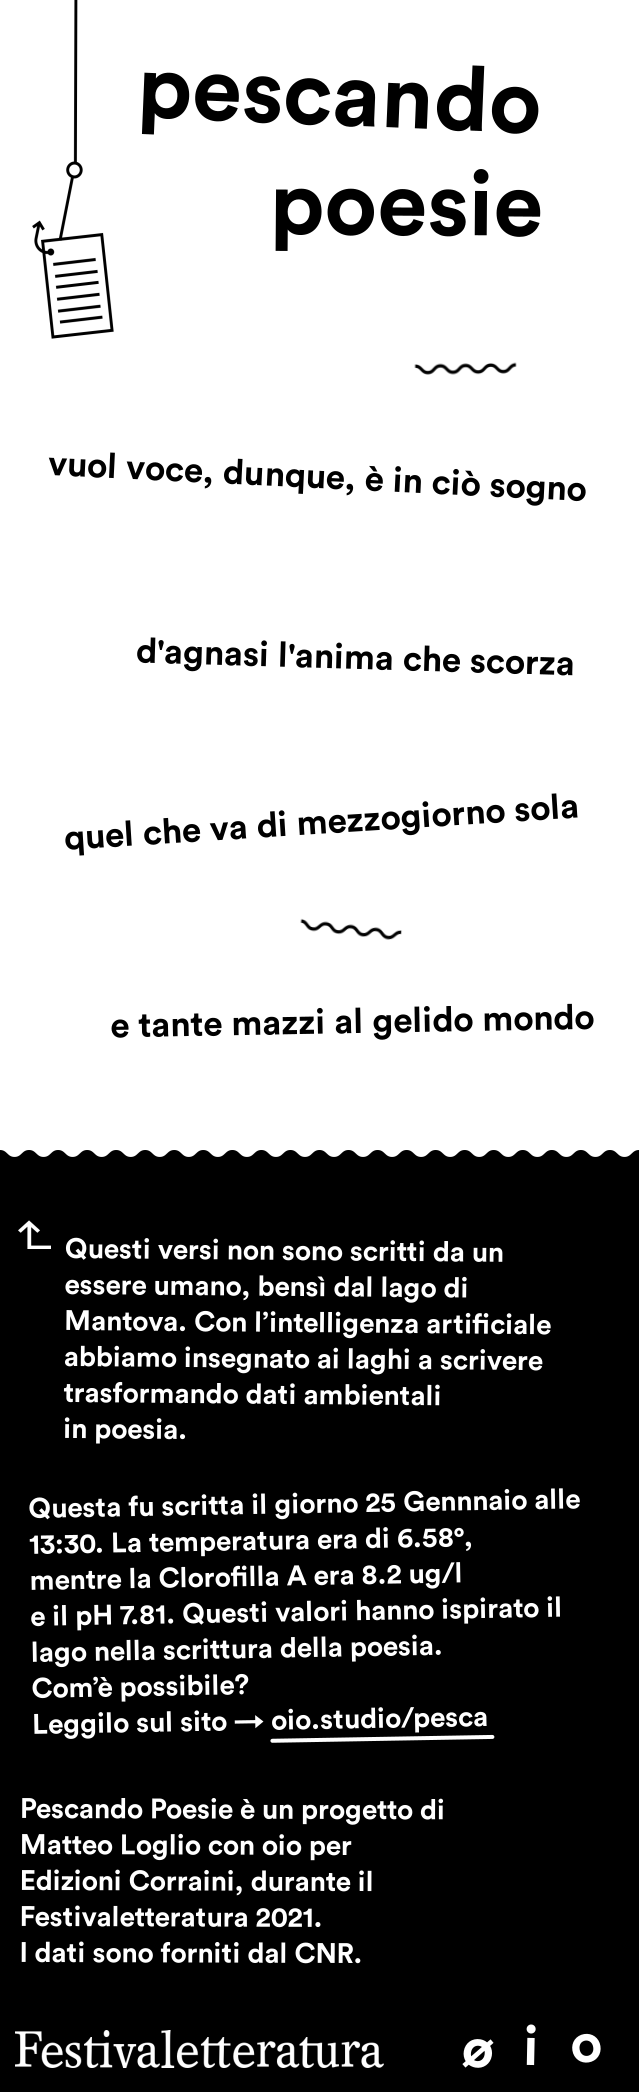 pescando
poesie
vuol voce, dunque, è in ciò sogno
d'agnasi l'anima che scorza
quel che va di mezzogiorno sola
e tante mazzi al gelido mondo
Questi versi non sono scritti da un
essere umano, bensì dal lago di
Mantova. Con l’intelligenza artificiale
abbiamo insegnato ai laghi a scrivere
trasformando dati ambientali
in poesia.
Questa fu scritta il giorno 25 Gennnaio alle
13:30. La temperatura era di 6.58°,
mentre la Clorofilla A era 8.2 ug/l
e il pH 7.81. Questi valori hanno ispirato il
lago nella scrittura della poesia.
Com’è possibile?
Leggilo sul sito → oio.studio/pesca
Pescando Poesie è un progetto di
Matteo Loglio con oio per
Edizioni Corraini, durante il
Festivaletteratura 2021.
I dati sono forniti dal CNR.
Festivaletteratura ø i o